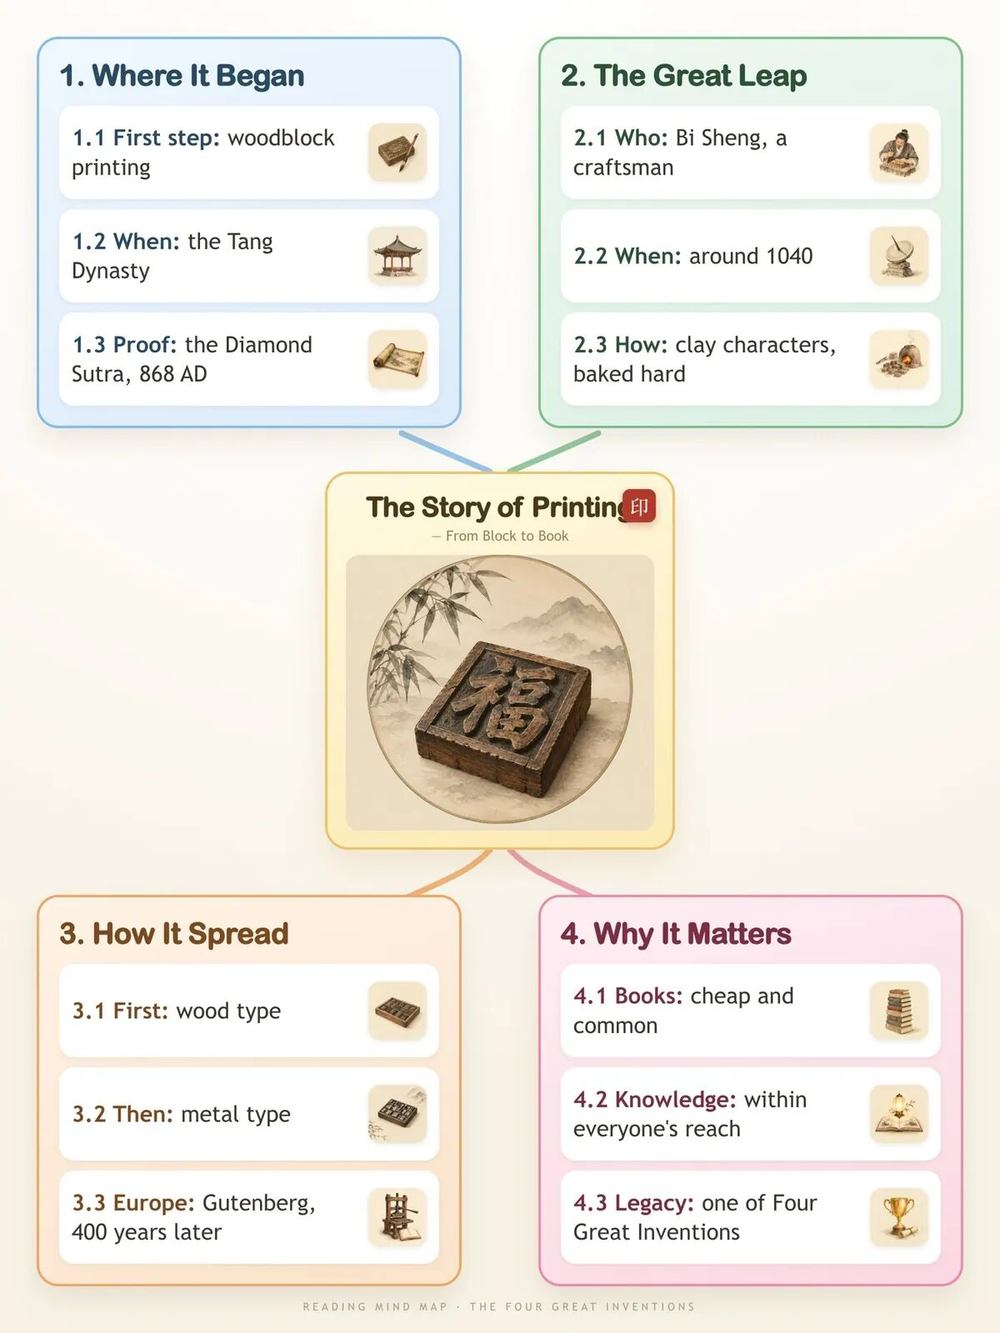 1. Where It Began
1.1 First step: woodblock
printing
1.2 When: the Tang
Dynasty
1.3 Proof: the Diamond
Sutra, 868 AD
2. The Great Leap
2.1 Who: Bi Sheng, a
craftsman
2.2 When: around 1040
2.3 How: clay characters,
baked hard
The Story of Printing
印
— From Block to Book
福
3. How It Spread
3.1 First: wood type
3.2 Then: metal type
3.3 Europe: Gutenberg,
400 years later
4. Why It Matters
4.1 Books: cheap and
common
4.2 Knowledge: within
everyone's reach
4.3 Legacy: one of Four
Great Inventions
READING MIND MAP · THE FOUR GREAT INVENTIONS